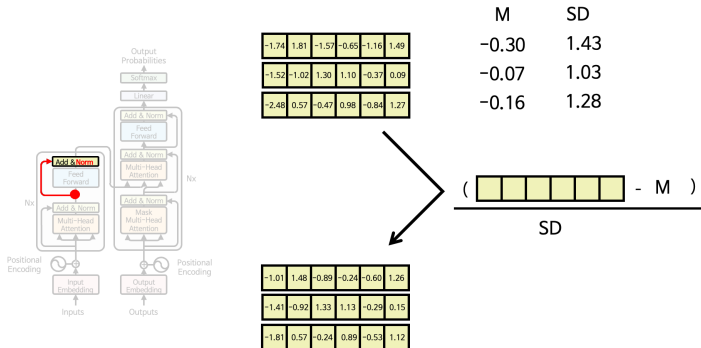 M SD
-0.30 1.43
-0.07 1.03
-0.16 1.28
-1.74 1.81 -1.57 -0.65 -1.16 1.49
-1.52 -1.02 1.30 1.10 -0.37 0.09
-2.48 0.57 -0.47 0.98 -0.84 1.27
( - M )
SD
-1.01 1.48 -0.89 -0.24 -0.60 1.26
-1.41 -0.92 1.33 1.13 -0.29 0.15
-1.81 0.57 -0.24 0.89 -0.53 1.12
Output
Probabilities
Softmax
Linear
Add & Norm
Feed
Forward
Add & Norm
Multi-Head
Attention
Add & Norm
Mask
Multi-Head
Attention
Nx
Positional
Encoding
Output
Embedding
Outputs
Add & Norm
Feed
Forward
Add & Norm
Multi-Head
Attention
Nx
Positional
Encoding
Input
Embedding
Inputs